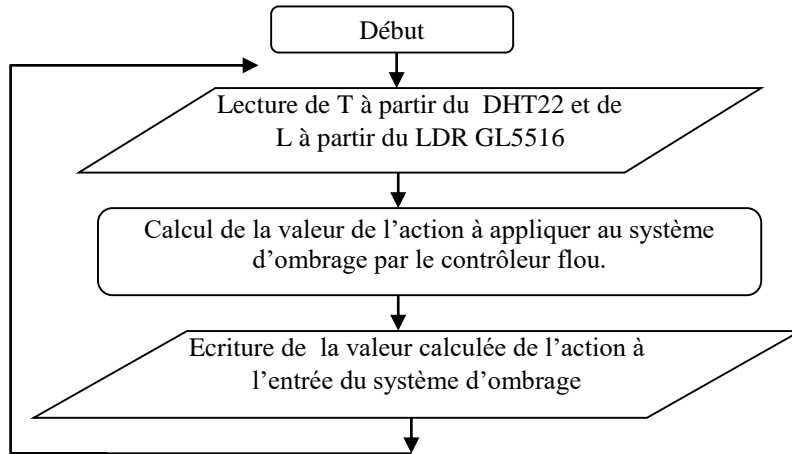 Début
Lecture de T à partir du DHT22 et de
L à partir du LDR GL5516
Calcul de la valeur de l’action à appliquer au système
d’ombrage par le contrôleur flou.
Ecriture de la valeur calculée de l’action à
l’entrée du système d’ombrage